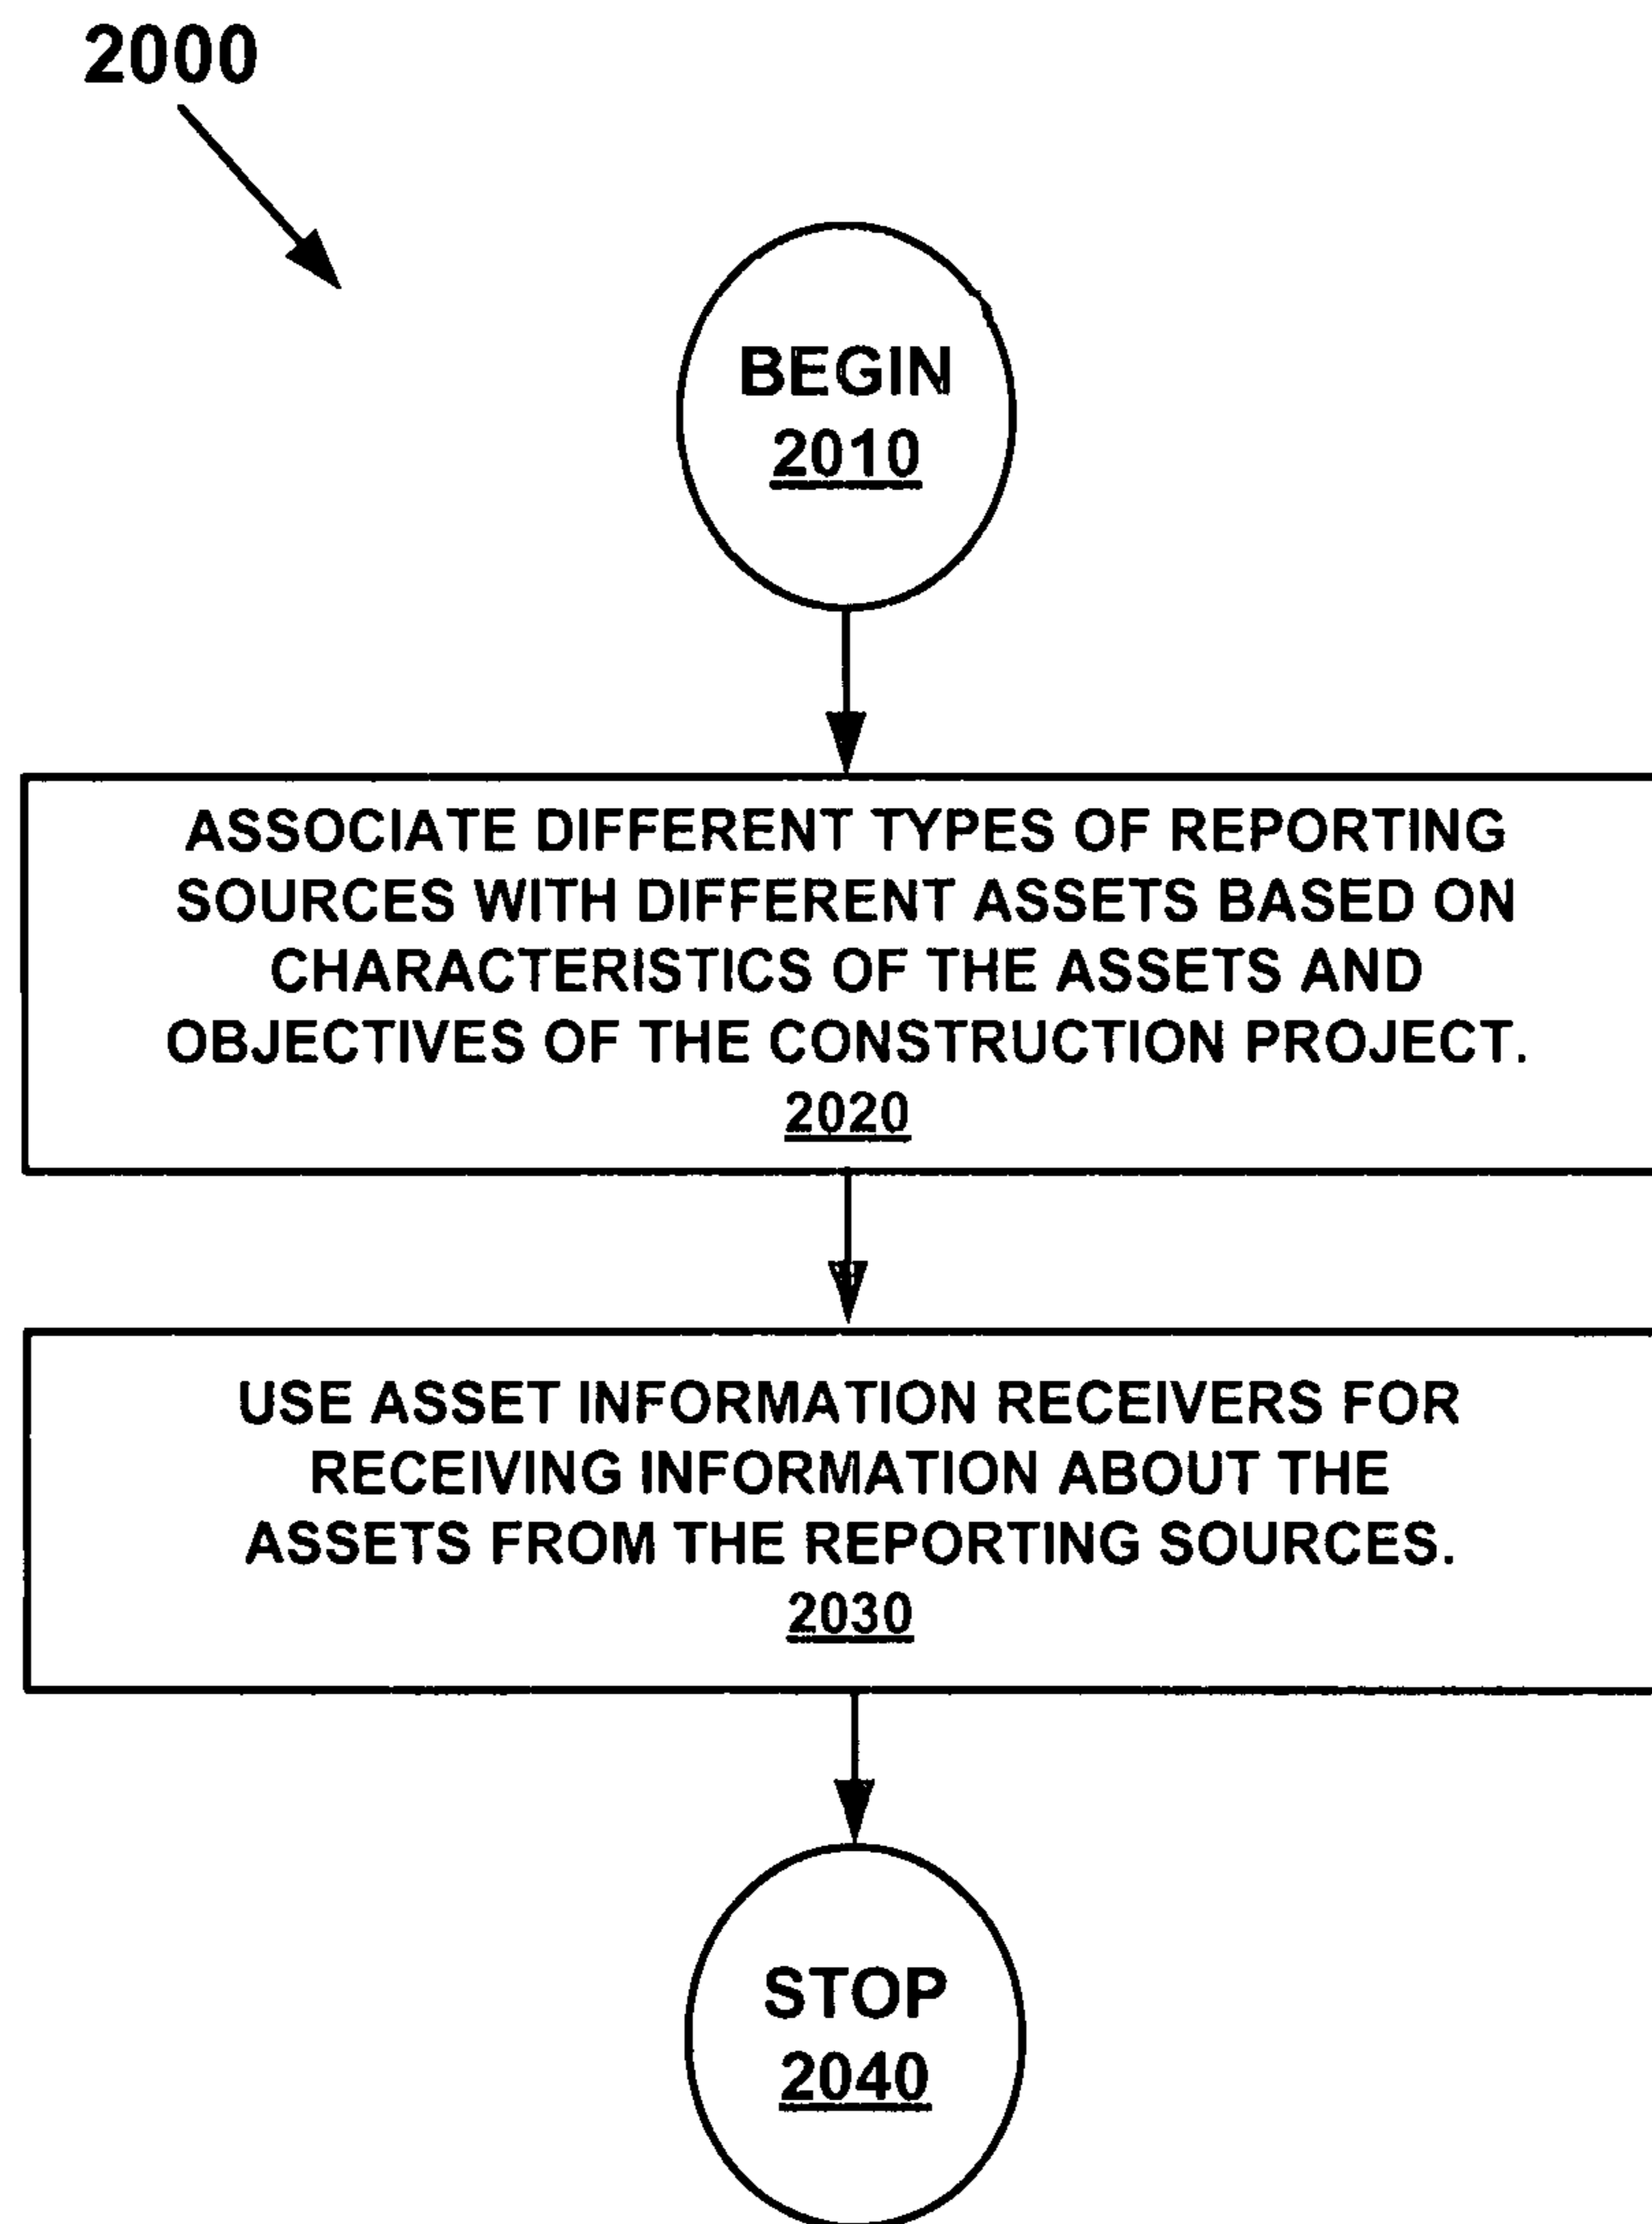 2000
BEGIN
2010
ASSOCIATE DIFFERENT TYPES OF REPORTING
SOURCES WITH DIFFERENT ASSETS BASED ON
CHARACTERISTICS OF THE ASSETS AND
OBJECTIVES OF THE CONSTRUCTION PROJECT.
2020
USE ASSET INFORMATION RECEIVERS FOR
RECEIVING INFORMATION ABOUT THE
ASSETS FROM THE REPORTING SOURCES.
2030
STOP
2040